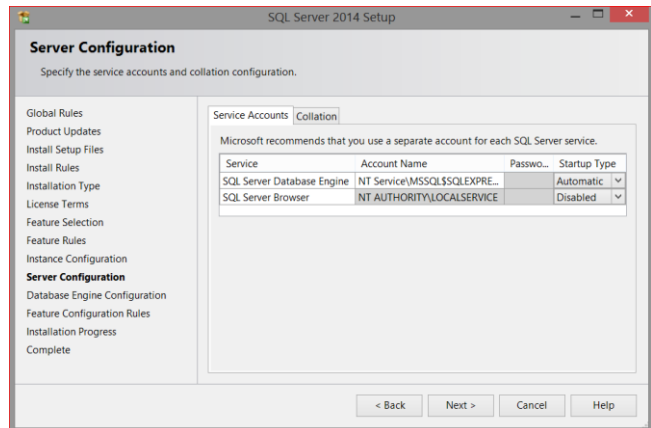 SQL Server 2014 Setup
Server Configuration
Specify the service accounts and collation configuration.
Global Rules
Product Updates
Install Setup Files
Install Rules
Installation Type
License Terms
Feature Selection
Feature Rules
Instance Configuration
Server Configuration
Database Engine Configuration
Feature Configuration Rules
Installation Progress
Complete
Service Accounts Collation
Microsoft recommends that you use a separate account for each SQL Server service.
Service Account Name Passwo... Startup Type
SQL Server Database Engine NT Service\MSSQL$SQLEXPRE... Automatic
SQL Server Browser NT AUTHORITY\LOCALSERVICE Disabled
< Back Next > Cancel Help